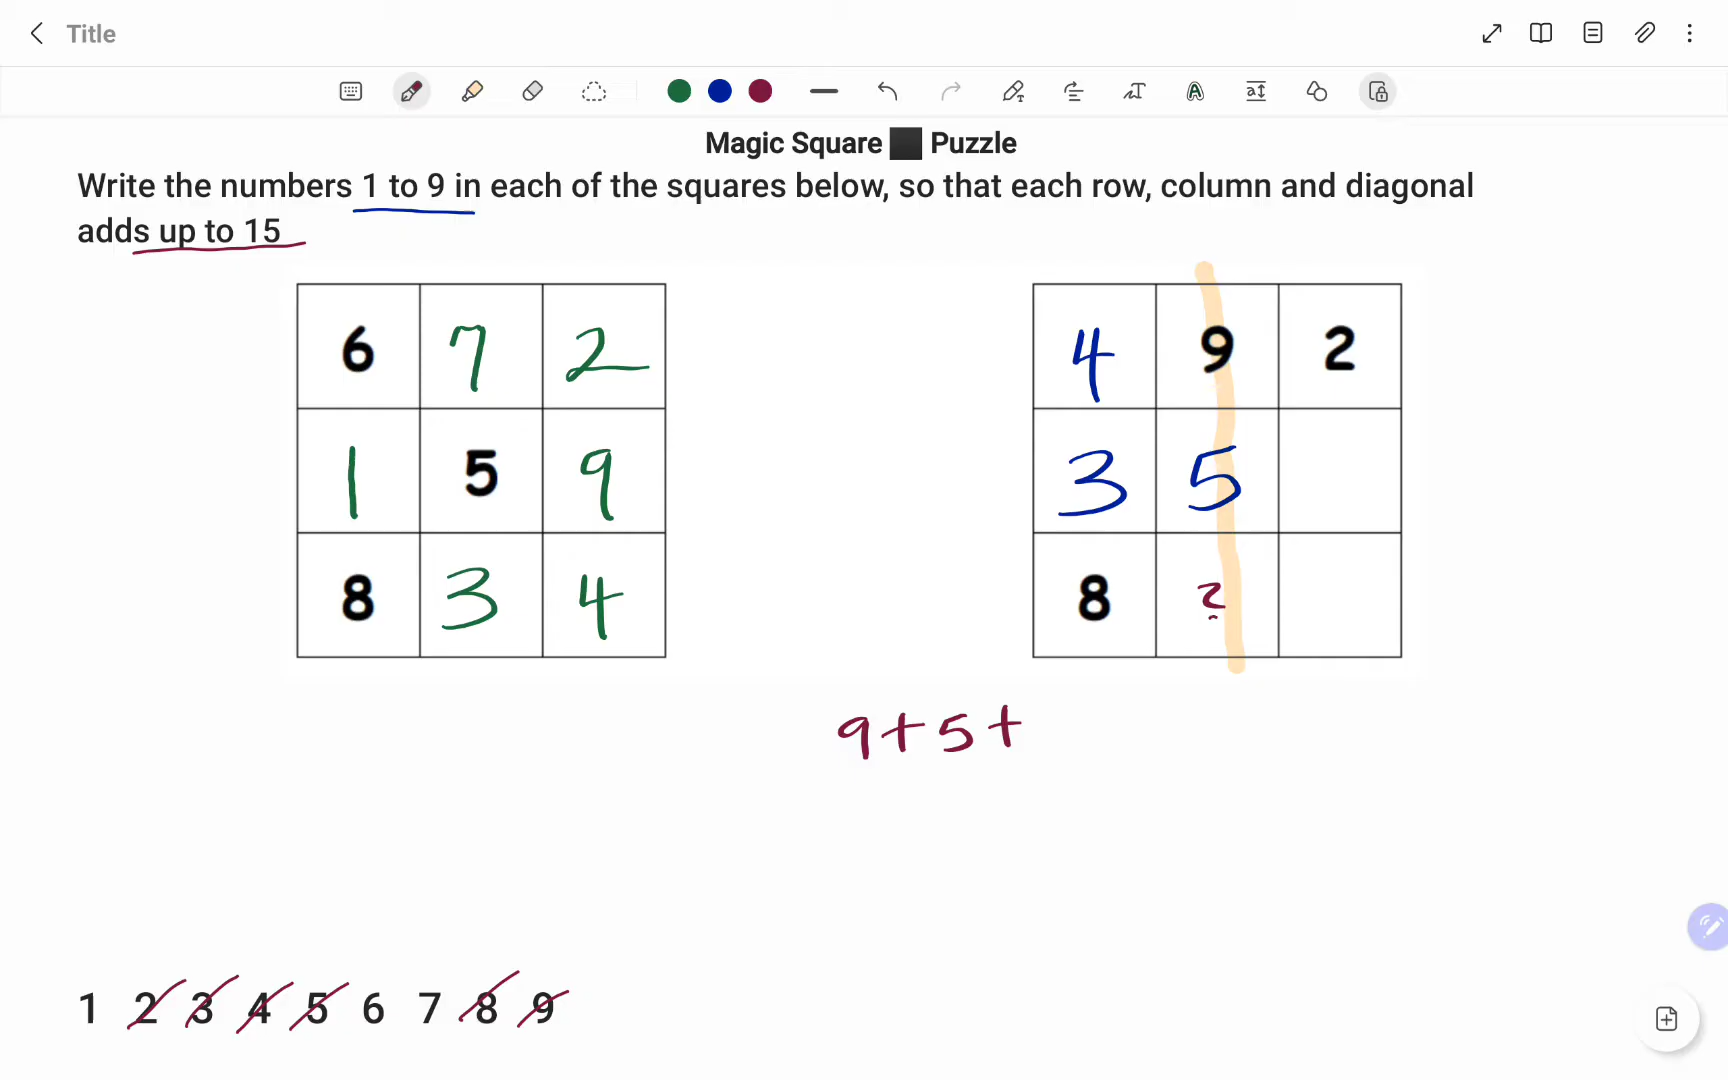 Title
Magic Square ⬛ Puzzle
Write the numbers 1 to 9 in each of the squares below, so that each row, column and diagonal
adds up to 15
6 7 2
1 5 9
8 3 4
4 9 2
3 5
8 ?
9+5+
1 2 3 4 5 6 7 8 9